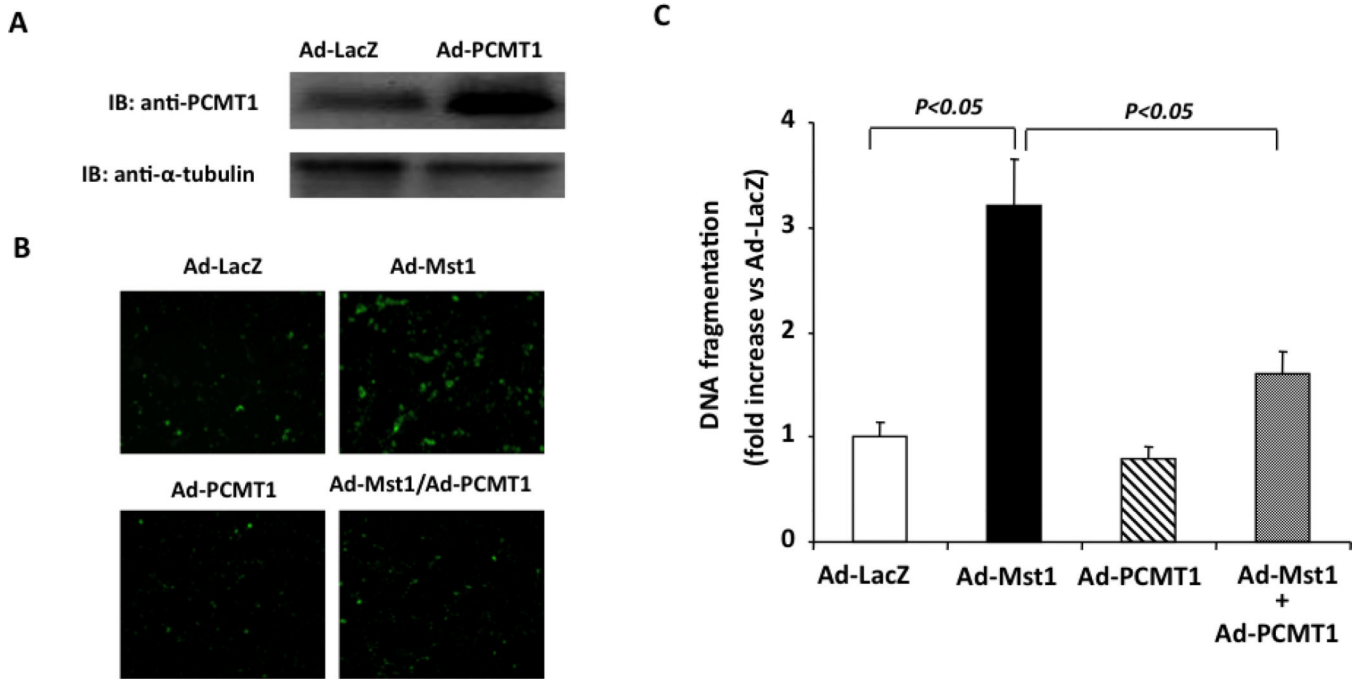 A
Ad-LacZ Ad-PCMT1
IB: anti-PCMT1
IB: anti-α-tubulin
B
Ad-LacZ Ad-Mst1
Ad-PCMT1 Ad-Mst1/Ad-PCMT1
C
DNA fragmentation
(fold increase vs Ad-LacZ)
P<0.05 P<0.05
4
3
2
1
0
Ad-LacZ Ad-Mst1 Ad-PCMT1 Ad-Mst1
+
Ad-PCMT1